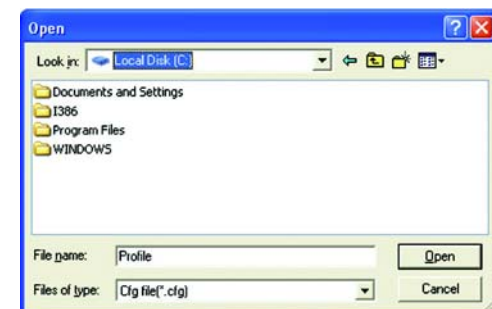 Open
Look in: Local Disk (C:)
Documents and Settings
I386
Program Files
WINDOWS
File name: Profile Open
Files of type: Cfg file(*.cfg) Cancel